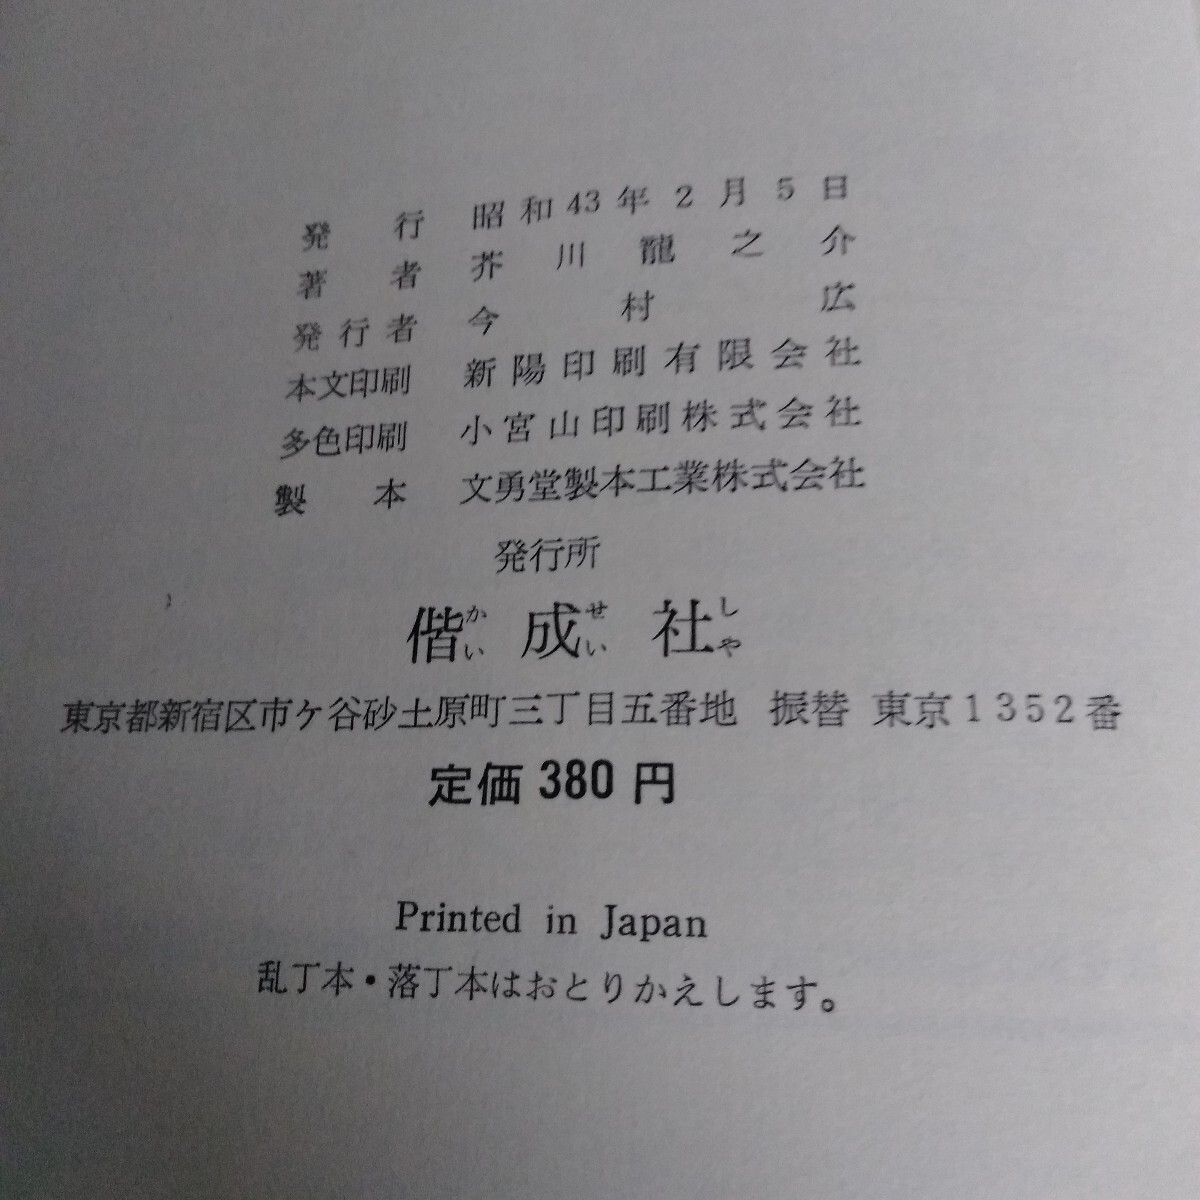 発行 昭和43年2月5日
著者 芥川龍之介
発行者 今村広
本文印刷 新陽印刷有限会社
多色印刷 小宮山印刷株式会社
製本 文勇堂製本工業株式会社
発行所
偕成社
かい せい しや
東京都新宿区市ケ谷砂土原町三丁目五番地 振替 東京1352番
定価 380 円
Printed in Japan
乱丁本・落丁本はおとりかえします。